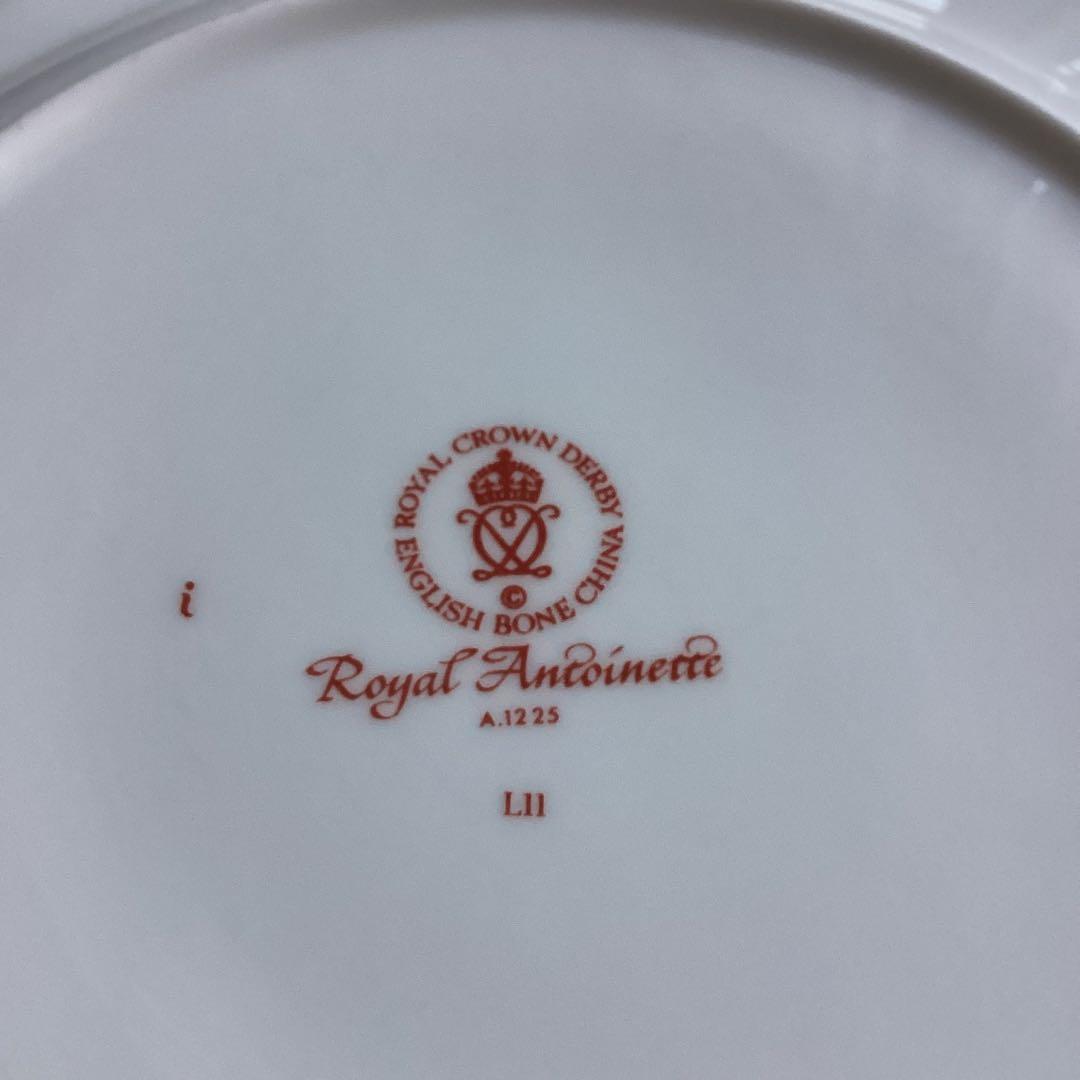 ROYAL CROWN DERBY
ENGLISH BONE CHINA
©
i
Royal Antoinette
A.1225
LII